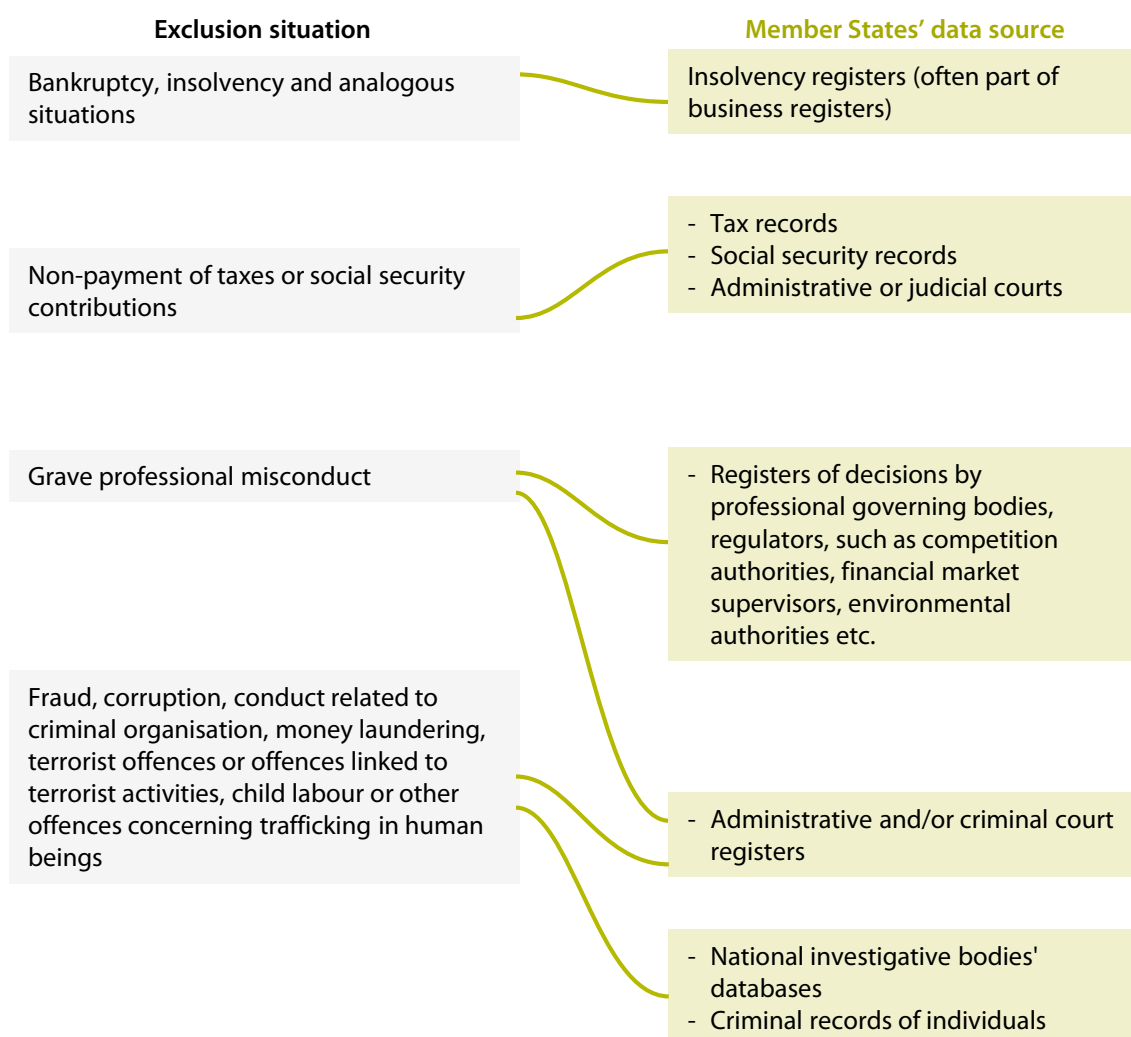 Exclusion situation
Member States’ data source
Bankruptcy, insolvency and analogous
situations
Insolvency registers (often part of
business registers)
Non-payment of taxes or social security
contributions
- Tax records
- Social security records
- Administrative or judicial courts
Grave professional misconduct
- Registers of decisions by
professional governing bodies,
regulators, such as competition
authorities, financial market
supervisors, environmental
authorities etc.
Fraud, corruption, conduct related to
criminal organisation, money laundering,
terrorist offences or offences linked to
terrorist activities, child labour or other
offences concerning trafficking in human
beings
- Administrative and/or criminal court
registers
- National investigative bodies'
databases
- Criminal records of individuals